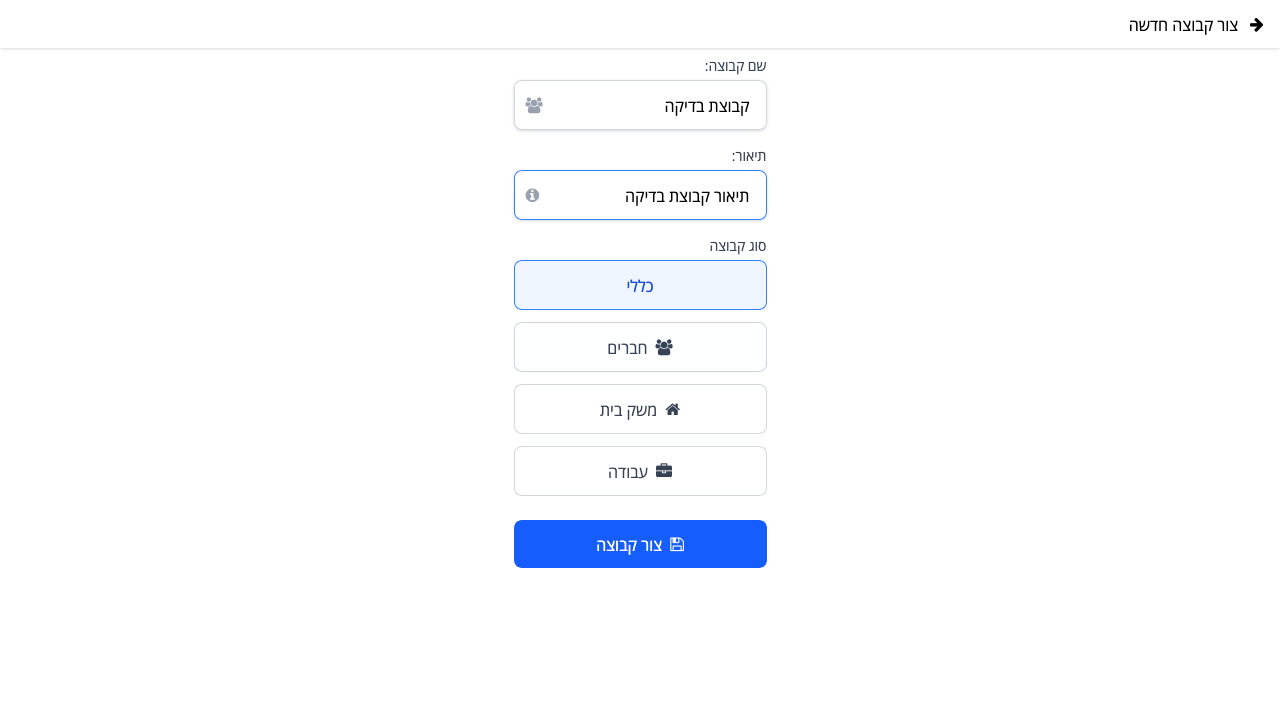 צור קבוצה חדשה
שם קבוצה:
קבוצת בדיקה
תיאור:
תיאור קבוצת בדיקה
סוג קבוצה
כללי
חברים
משק בית
עבודה
צור קבוצה